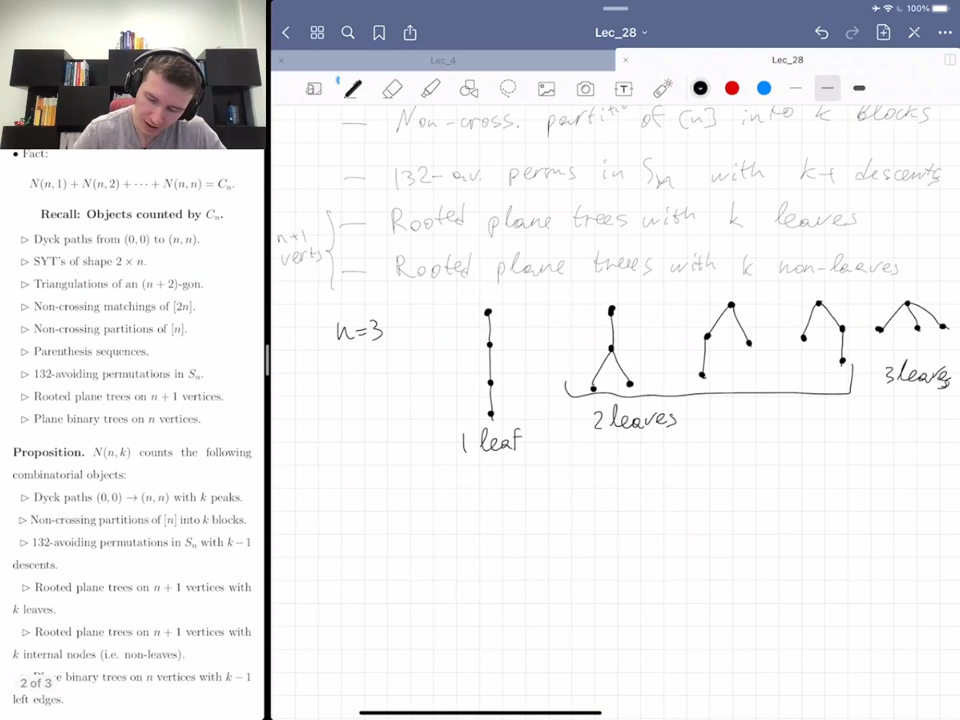 100%
Lec_28
Lec_4
Lec_28
• Fact:
N(n, 1) + N(n, 2) + ··· + N(n, n) = Cₙ.
Recall: Objects counted by Cₙ.
▷ Dyck paths from (0, 0) to (n, n).
▷ SYT's of shape 2 × n.
▷ Triangulations of an (n + 2)-gon.
▷ Non-crossing matchings of [2n].
▷ Non-crossing partitions of [n].
▷ Parenthesis sequences.
▷ 132-avoiding permutations in Sₙ.
▷ Rooted plane trees on n + 1 vertices.
▷ Plane binary trees on n vertices.
Proposition. N(n, k) counts the following
combinatorial objects:
▷ Dyck paths (0, 0) → (n, n) with k peaks.
▷ Non-crossing partitions of [n] into k blocks.
▷ 132-avoiding permutations in Sₙ with k − 1
descents.
▷ Rooted plane trees on n + 1 vertices with
k leaves.
▷ Rooted plane trees on n + 1 vertices with
k internal nodes (i.e. non-leaves).
binary trees on n vertices with k − 1
left edges.
2 of 3
— Non-cross. partitio of [n] into k blocks
— 132-av. perms in Sₙ with k-1 descents
n+1 verts
— Rooted plane trees with k leaves
— Rooted plane trees with k non-leaves
n=3
1 leaf
2 leaves
3 leaves